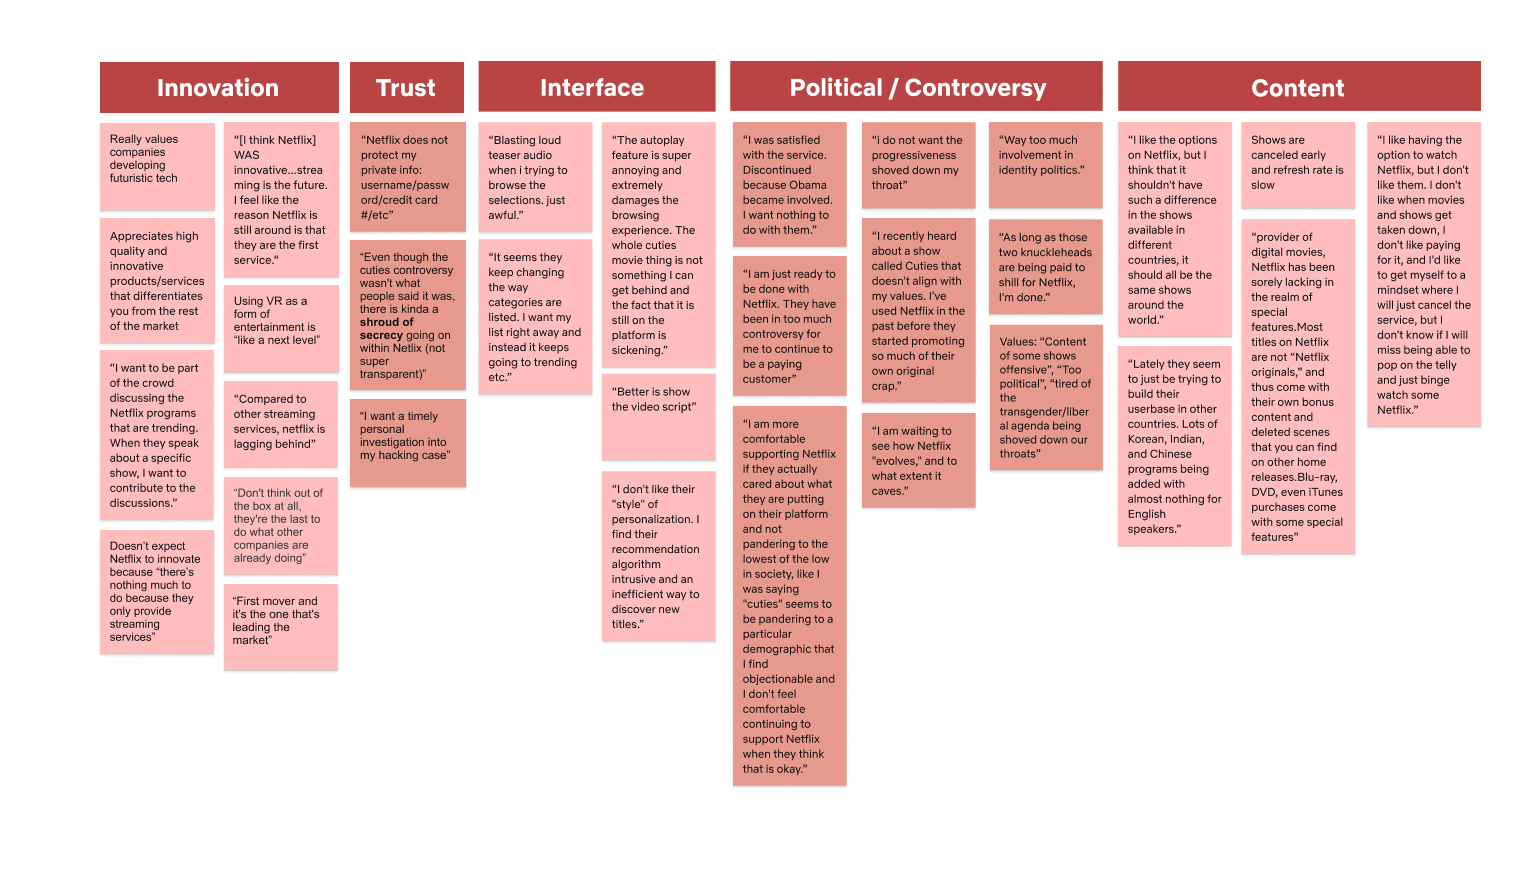 Innovation
Really values
companies
developing
futuristic tech
Appreciates high
quality and
innovative
products/services
that differentiates
you from the rest
of the market
“I want to be part
of the crowd
discussing the
Netflix programs
that are trending.
When they speak
about a specific
show, I want to
contribute to the
discussions.”
Doesn't expect
Netflix to innovate
because “there's
nothing much to
do because they
only provide
streaming
services”
“[I think Netflix]
WAS
innovative...strea
ming is the future.
I feel like the
reason Netflix is
still around is that
they are the first
service.“
Using VR as a
form of
entertainment is
“like a next level”
“Compared to
other streaming
services, netflix is
lagging behind”
“Don't think out of
the box at all,
they're the last to
do what other
companies are
already doing”
“First mover and
it's the one that's
leading the
market”
Trust
“Netflix does not
protect my
private info:
username/passw
ord/credit card
#/etc”
“Even though the
cuties controversy
wasn't what
people said it was,
there is kinda a
shroud of
secrecy going on
within Netlix (not
super
transparent)”
“I want a timely
personal
investigation into
my hacking case”
Interface
“Blasting loud
teaser audio
when i trying to
browse the
selections. just
awful.”
“It seems they
keep changing
the way
categories are
listed. I want my
list right away and
instead it keeps
going to trending
etc.”
“The autoplay
feature is super
annoying and
extremely
damages the
browsing
experience. The
whole cuties
movie thing is not
something I can
get behind and
the fact that it is
still on the
platform is
sickening.”
“Better is show
the video script”
“I don't like their
"style" of
personalization. I
find their
recommendation
algorithm
intrusive and an
inefficient way to
discover new
titles.”
Political / Controversy
“I was satisfied
with the service.
Discontinued
because Obama
became involved.
I want nothing to
do with them.”
“I am just ready to
be done with
Netflix. They have
been in too much
controversy for
me to continue to
be a paying
customer”
“I am more
comfortable
supporting Netflix
if they actually
cared about what
they are putting
on their platform
and not
pandering to the
lowest of the low
in society, like I
was saying
"cuties" seems to
be pandering to a
particular
demographic that
I find
objectionable and
I don't feel
comfortable
continuing to
support Netflix
when they think
that is okay.”
“i do not want the
progressiveness
shoved down my
throat”
“I recently heard
about a show
called Cuties that
doesn't align with
my values. I've
used Netflix in the
past before they
started promoting
so much of their
own original
crap.”
“I am waiting to
see how Netflix
"evolves," and to
what extent it
caves.”
“Way too much
involvement in
identity politics.”
“As long as those
two knuckleheads
are being paid to
shill for Netflix,
I'm done.”
Values: “Content
of some shows
offensive”, “Too
political”, “tired of
the
transgender/liber
al agenda being
shoved down our
throats”
Content
“I like the options
on Netflix, but I
think that it
shouldn't have
such a difference
in the shows
available in
different
countries, it
should all be the
same shows
around the
world.”
“Lately they seem
to just be trying to
build their
userbase in other
countries. Lots of
Korean, Indian,
and Chinese
programs being
added with
almost nothing for
English
speakers.”
Shows are
canceled early
and refresh rate is
slow
“provider of
digital movies,
Netflix has been
sorely lacking in
the realm of
special
features.Most
titles on Netflix
are not “Netflix
originals,” and
thus come with
their own bonus
content and
deleted scenes
that you can find
on other home
releases.Blu-ray,
DVD, even iTunes
purchases come
with some special
features”
“I like having the
option to watch
Netflix, but I don't
like them. I don't
like when movies
and shows get
taken down, I
don't like paying
for it, and I'd like
to get myself to a
mindset where I
will just cancel the
service, but I
don't know if I will
miss being able to
pop on the telly
and just binge
watch some
Netflix.”